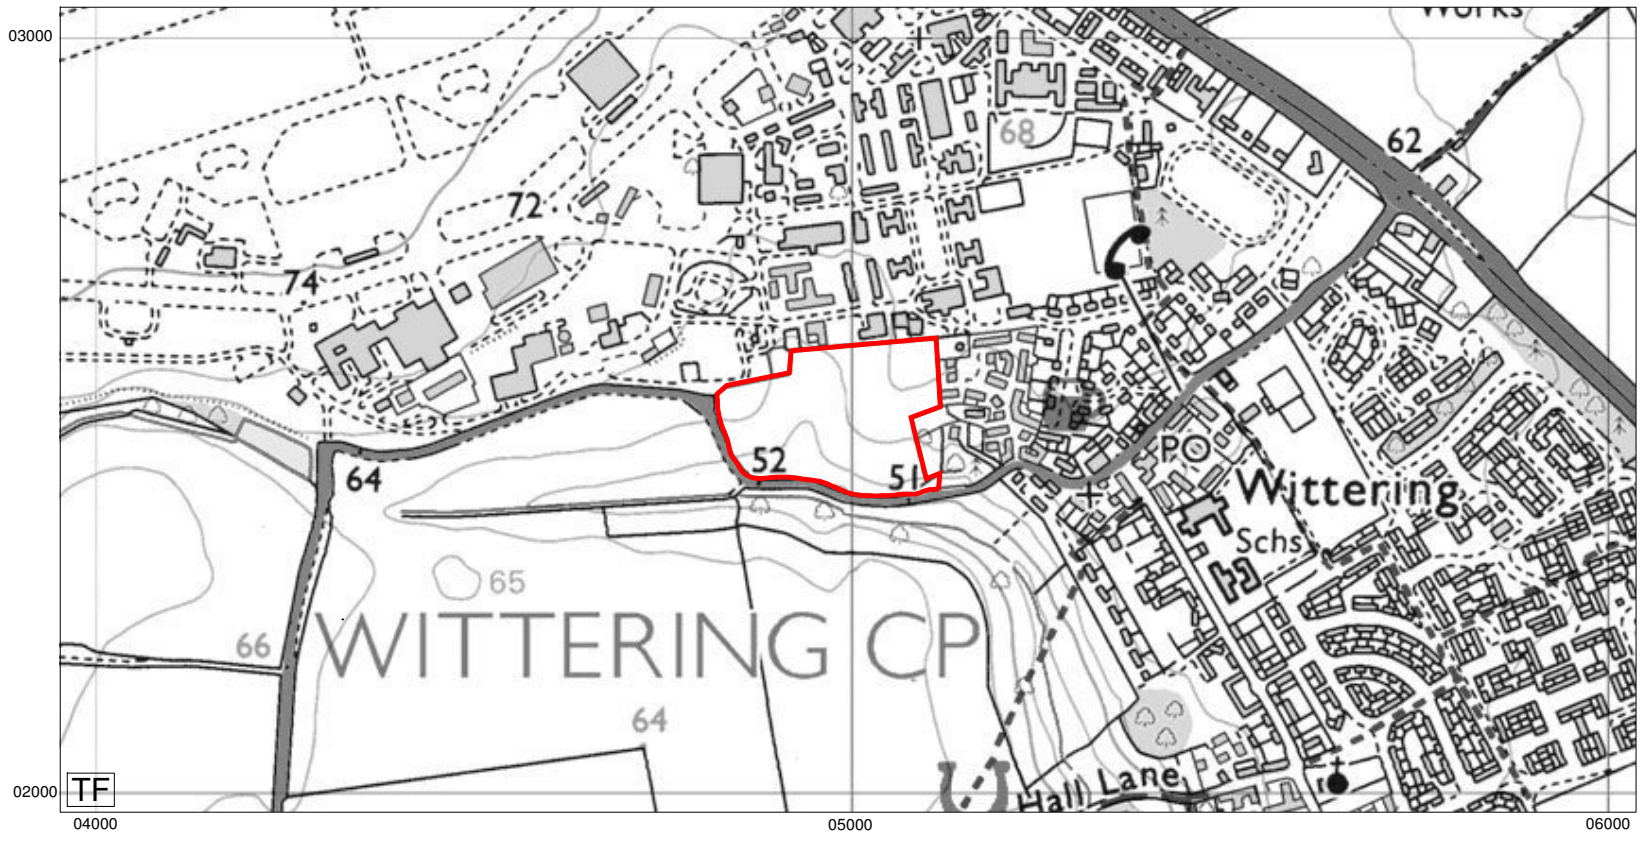 Works
03000
68
62
72.
74
PO
52
51
64
Wittering
Schs
65
WITTERING CP
66
64
Hall Lane
02000
TF
04000
05000
06000